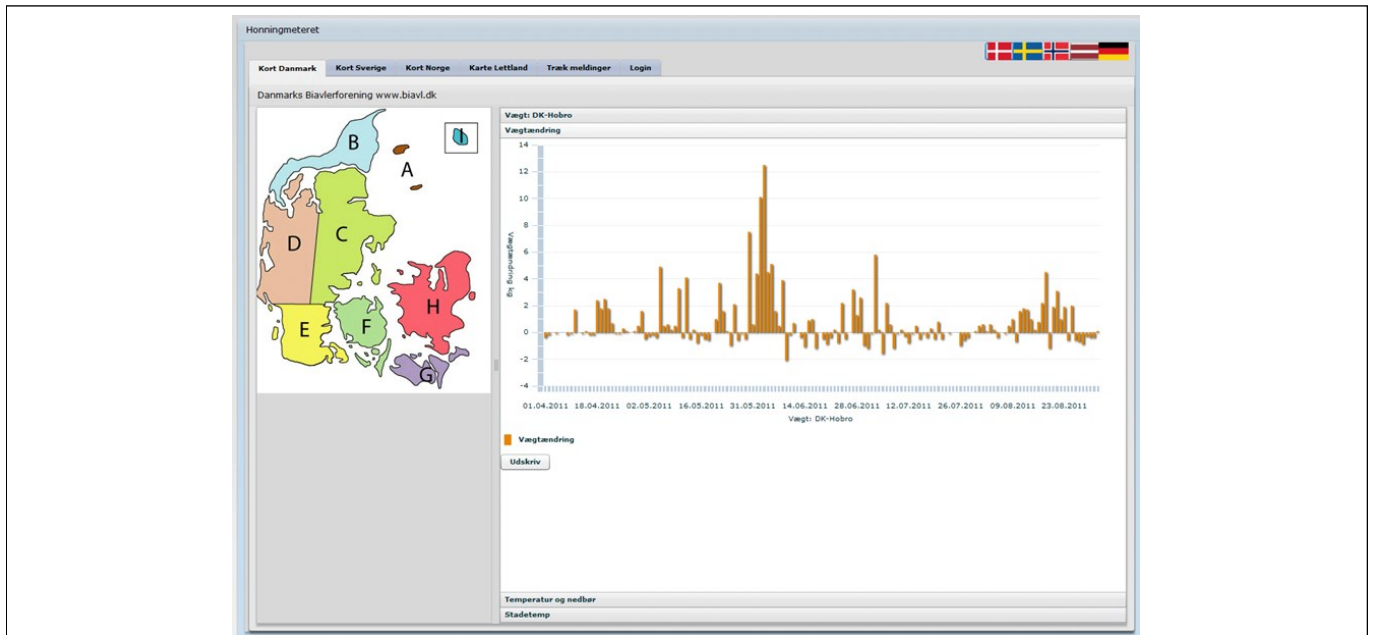 Honningmeteret
Kort Danmark Kort Sverige Kort Norge Karte Lettland Træk meldinger Login
Danmarks Biavlerforening www.biavl.dk
B
I
A
D
C
H
E
F
G
Vægt: DK-Hobro
Vægtændring
14
12
10
8
6
4
2
0
-2
-4
Vægtændring kg
01.04.2011 18.04.2011 02.05.2011 16.05.2011 31.05.2011 14.06.2011 28.06.2011 12.07.2011 26.07.2011 09.08.2011 23.08.2011
Vægt: DK-Hobro
Vægtændring
Udskriv
Temperatur og nedbør
Stadetemp